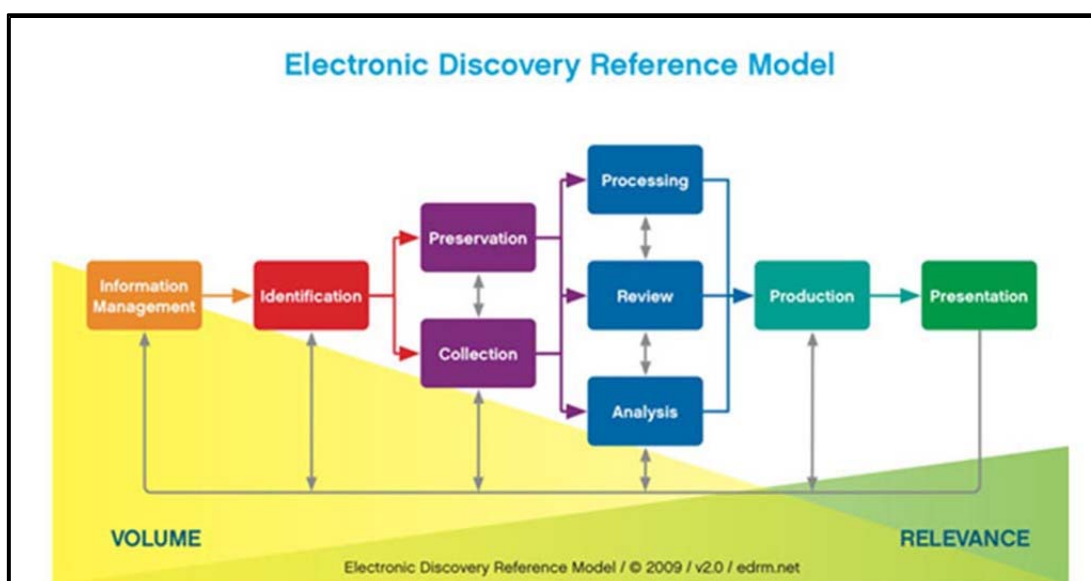 Electronic Discovery Reference Model
Processing
Preservation
Information
Management
Identification
Review
Production
Presentation
Collection
Analysis
VOLUME
RELEVANCE
Electronic Discovery Reference Model / © 2009 / v2.0 / edrm.net